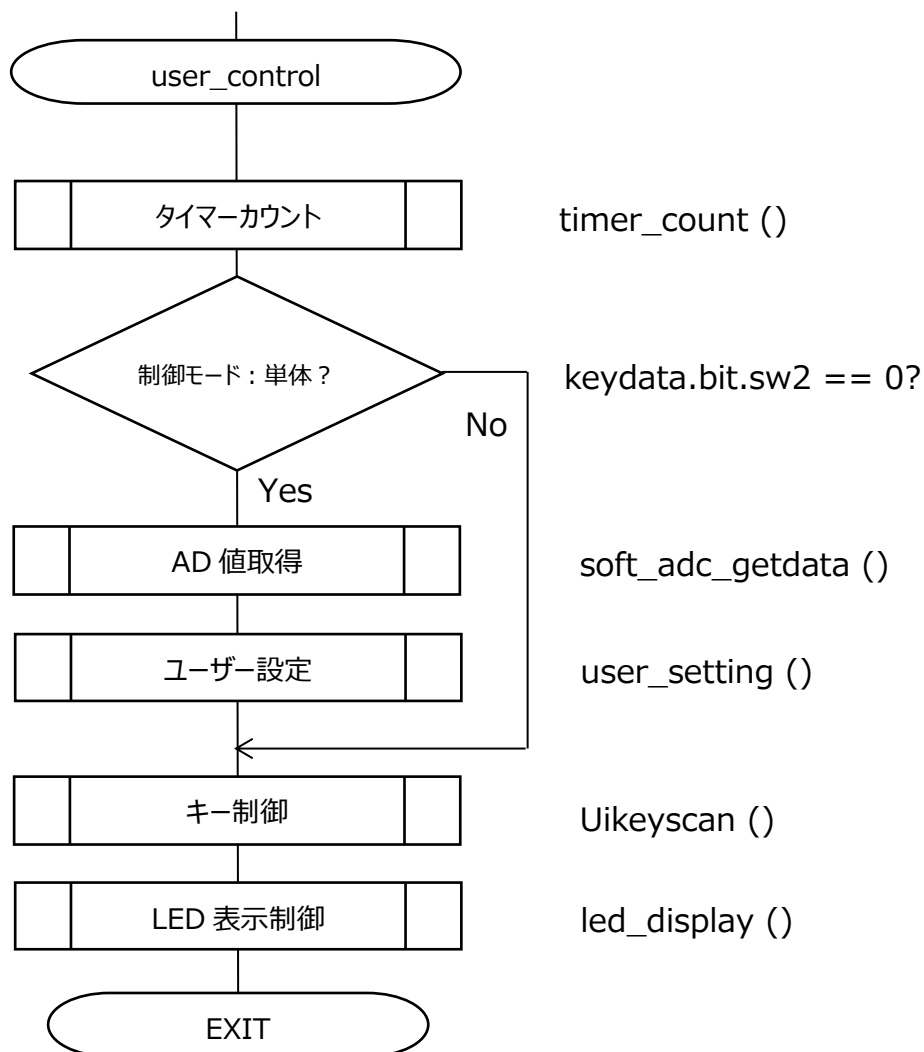 user_control
タイマーカウント
timer_count ()
制御モード：単体？
keydata.bit.sw2 == 0?
No
Yes
AD 値取得
soft_adc_getdata ()
ユーザー設定
user_setting ()
キー制御
Uikeyscan ()
LED 表示制御
led_display ()
EXIT